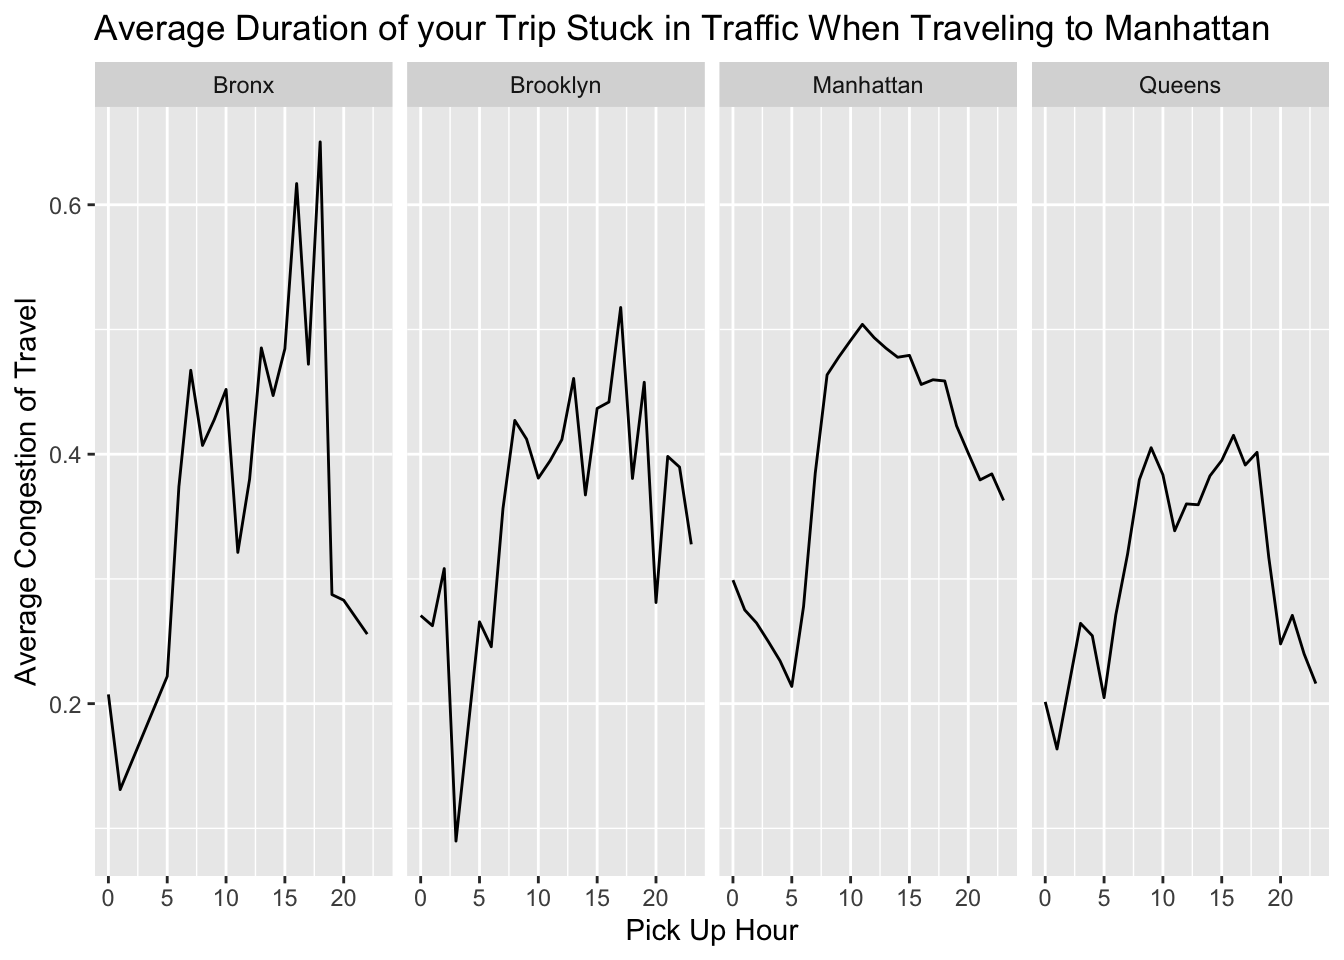 Average Duration of your Trip Stuck in Traffic When Traveling to Manhattan
Bronx Brooklyn Manhattan Queens
Average Congestion of Travel
0.6
0.4
0.2
0 5 10 15 20 0 5 10 15 20 0 5 10 15 20 0 5 10 15 20
Pick Up Hour